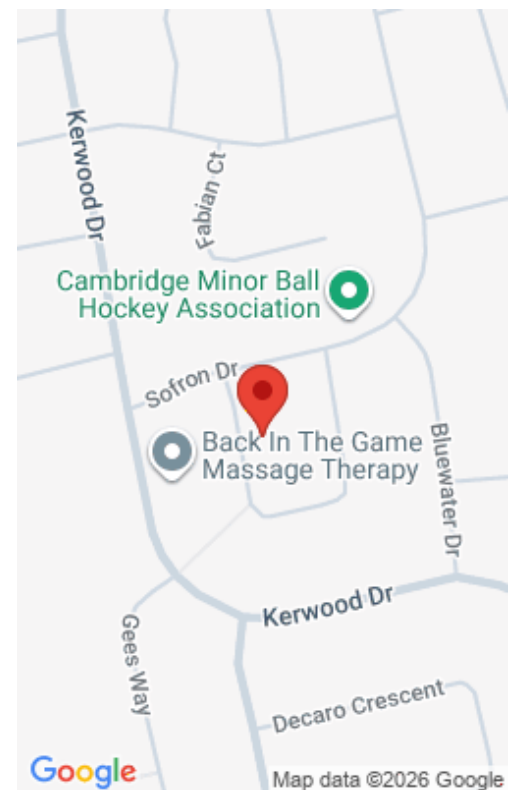 Kerwood Dr
Fabian Ct
Cambridge Minor Ball
Hockey Association
Sofron Dr
Back In The Game
Massage Therapy
Bluewater Dr
Kerwood Dr
Gees Way
Decaro Crescent
Google
Map data ©2026 Google